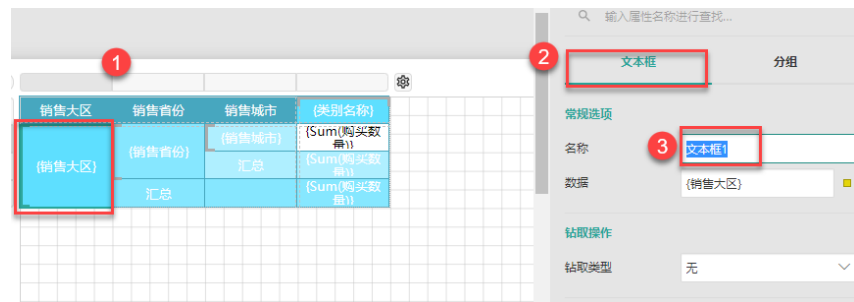 输入属性名称进行查找...
1
2
文本框
分组
销售大区 销售省份 销售城市 {类别名称}
常规选项
{销售大区} {销售省份} {销售城市} {Sum(购买数
量)}
名称
3
文本框1
汇总 {Sum(购买数
量)}
数据
{销售大区}
汇总 {Sum(购买数
量)}
钻取操作
钻取类型
无